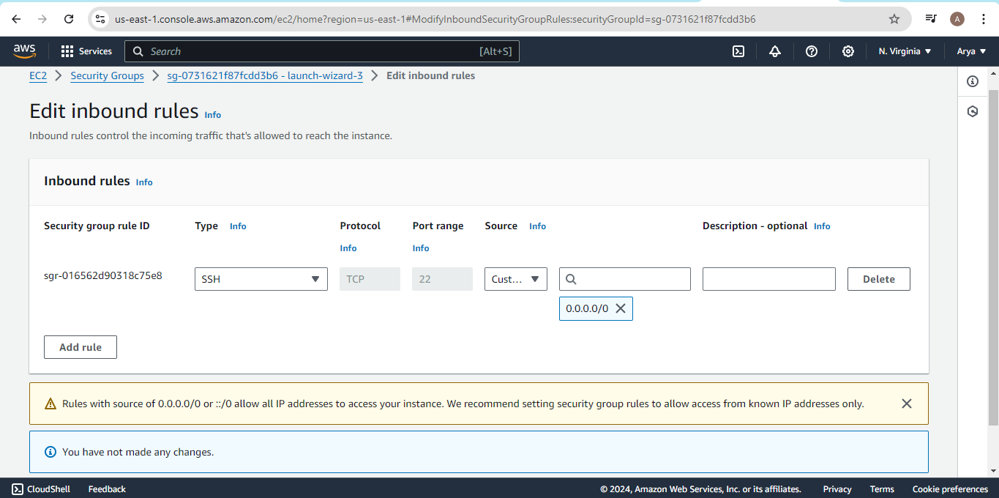 us-east-1.console.aws.amazon.com/ec2/home?region=us-east-1#ModifyInboundSecurityGroupRules:securityGroupId=sg-0731621f87fcdd3b6 A
aws Services Search [Alt+S] N. Virginia Arya
EC2 Security Groups sg-0731621f87fcdd3b6 - launch-wizard-3 Edit inbound rules
Edit inbound rules Info
Inbound rules control the incoming traffic that's allowed to reach the instance.
Inbound rules Info
Security group rule ID Type Info Protocol Port range Source Info Description - optional Info
Info Info
sgr-016562d90318c75e8 SSH TCP 22 Cust... Delete
0.0.0.0/0
Add rule
Rules with source of 0.0.0.0/0 or ::/0 allow all IP addresses to access your instance. We recommend setting security group rules to allow access from known IP addresses only.
You have not made any changes.
CloudShell Feedback © 2024, Amazon Web Services, Inc. or its affiliates. Privacy Terms Cookie preferences